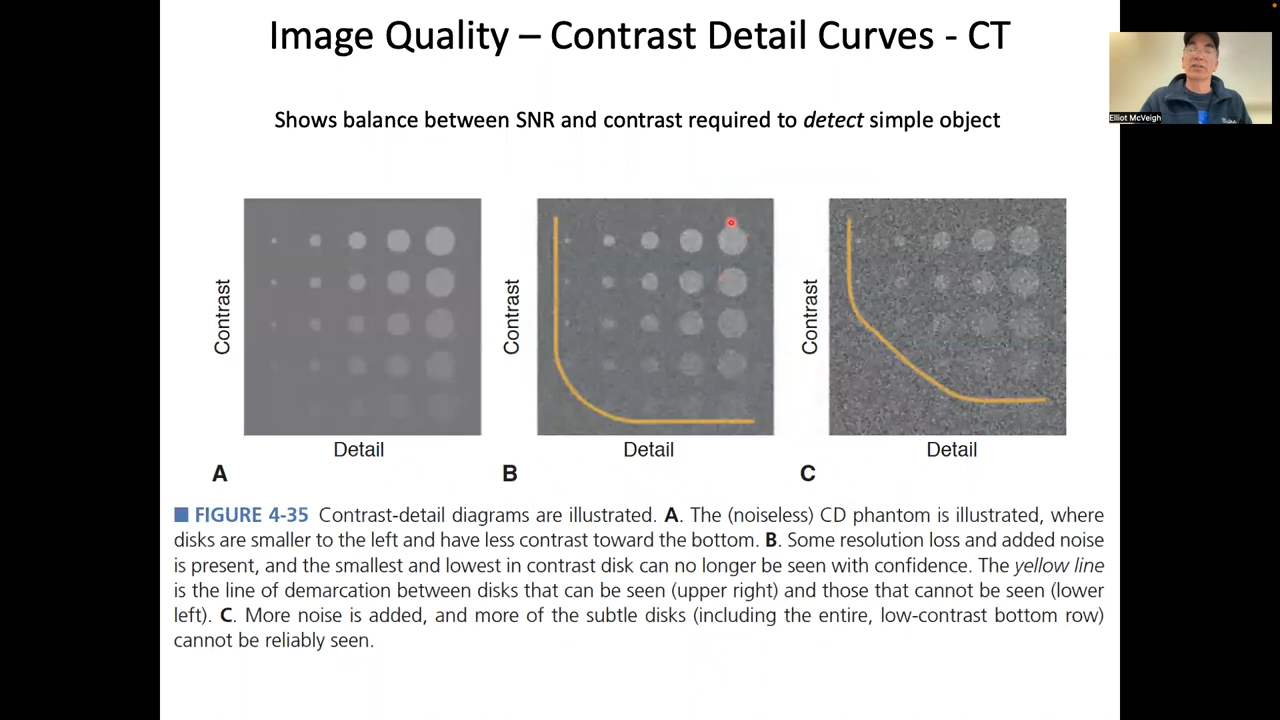 Image Quality – Contrast Detail Curves - CT
Elliot McVeigh
Shows balance between SNR and contrast required to detect simple object
Contrast
Contrast
Contrast
Detail
Detail
Detail
A
B
C
■ FIGURE 4-35 Contrast-detail diagrams are illustrated. A. The (noiseless) CD phantom is illustrated, where
disks are smaller to the left and have less contrast toward the bottom. B. Some resolution loss and added noise
is present, and the smallest and lowest in contrast disk can no longer be seen with confidence. The yellow line
is the line of demarcation between disks that can be seen (upper right) and those that cannot be seen (lower
left). C. More noise is added, and more of the subtle disks (including the entire, low-contrast bottom row)
cannot be reliably seen.